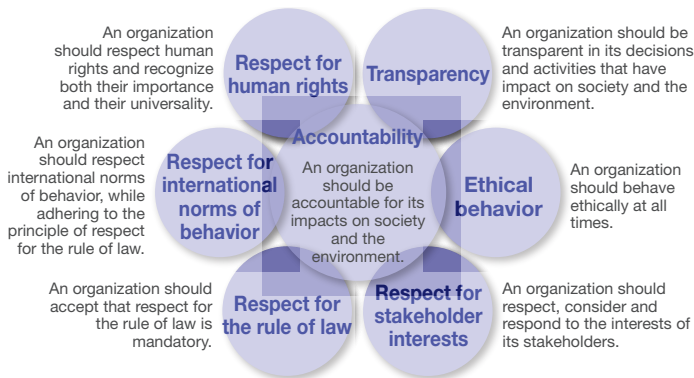 An organization
should respect human
rights and recognize
both their importance
and their universality.
Respect for
human rights
Transparency
An organization should be
transparent in its decisions
and activities that have
impact on society and the
environment.
An organization
should respect
international norms
of behavior, while
adhering to the
principle of respect
for the rule of law.
Respect for
international
norms of
behavior
Accountability
An organization
should be
accountable for its
impacts on society
and the
environment.
Ethical
behavior
An organization
should behave
ethically at all
times.
An organization should
accept that respect for
the rule of law is
mandatory.
Respect for
the rule of law
Respect for
stakeholder
interests
An organization should
respect, consider and
respond to the interests of
its stakeholders.